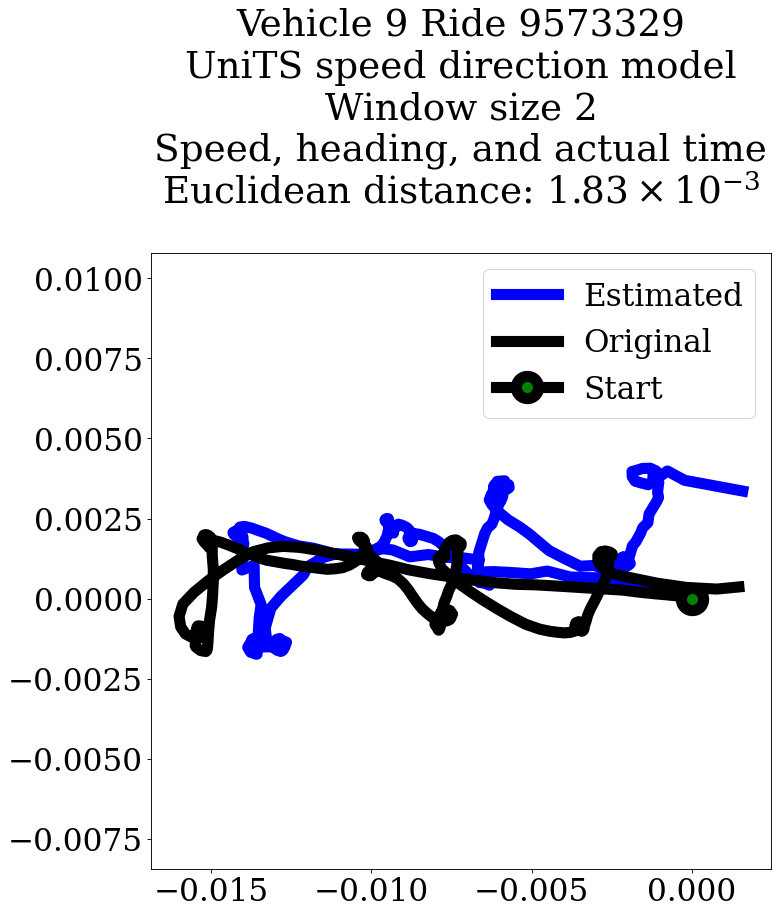 Vehicle 9 Ride 9573329
UniTS speed direction model
Window size 2
Speed, heading, and actual time
Euclidean distance: 1.83 × 10⁻³
Estimated
Original
Start
0.0100
0.0075
0.0050
0.0025
0.0000
−0.0025
−0.0050
−0.0075
−0.015 −0.010 −0.005 0.000